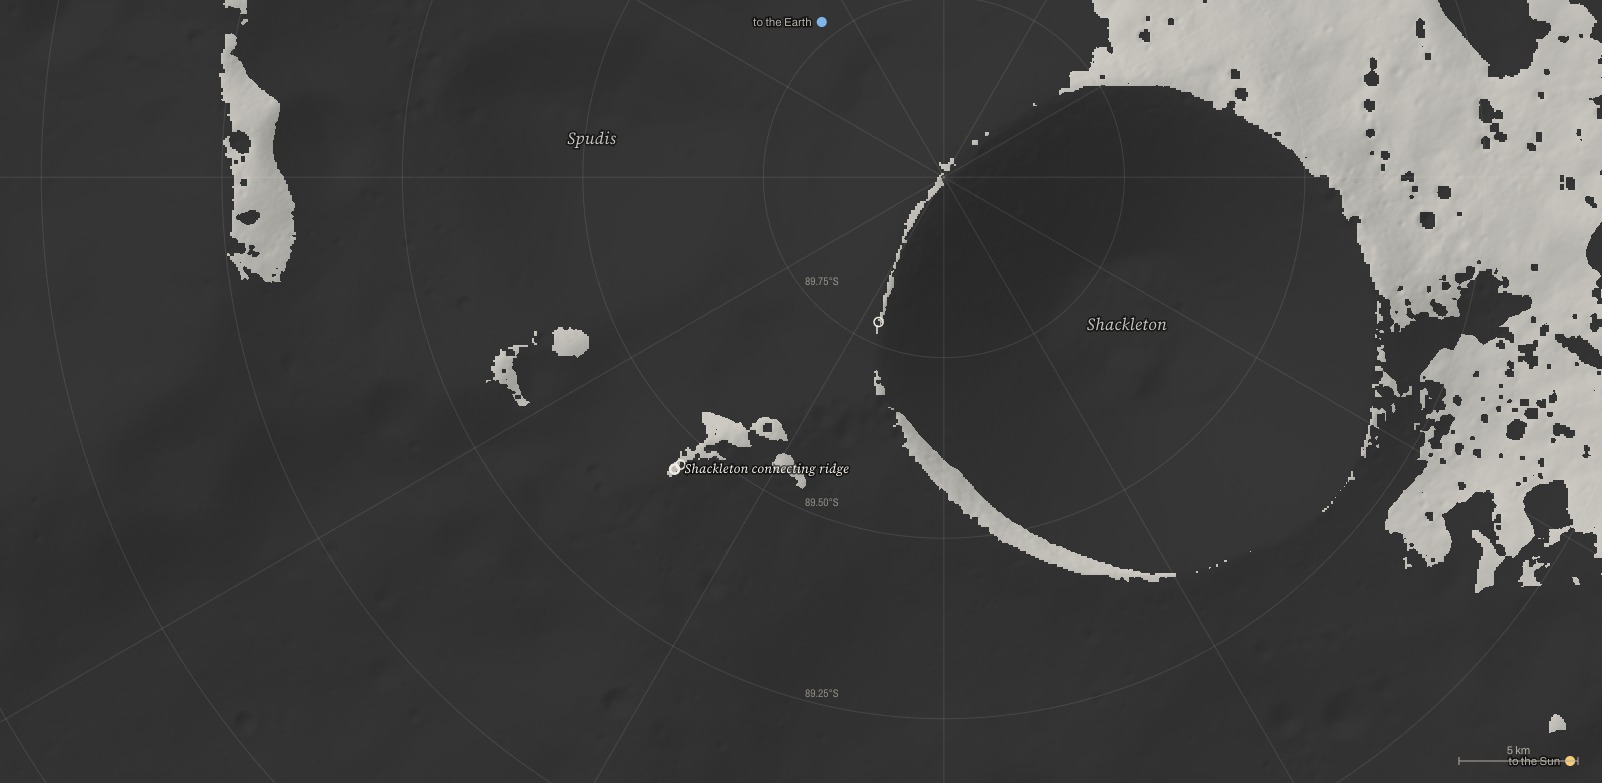 to the Earth
Spudis
89.75°S
Shackleton
Shackleton connecting ridge
89.50°S
89.25°S
5 km
to the Sun